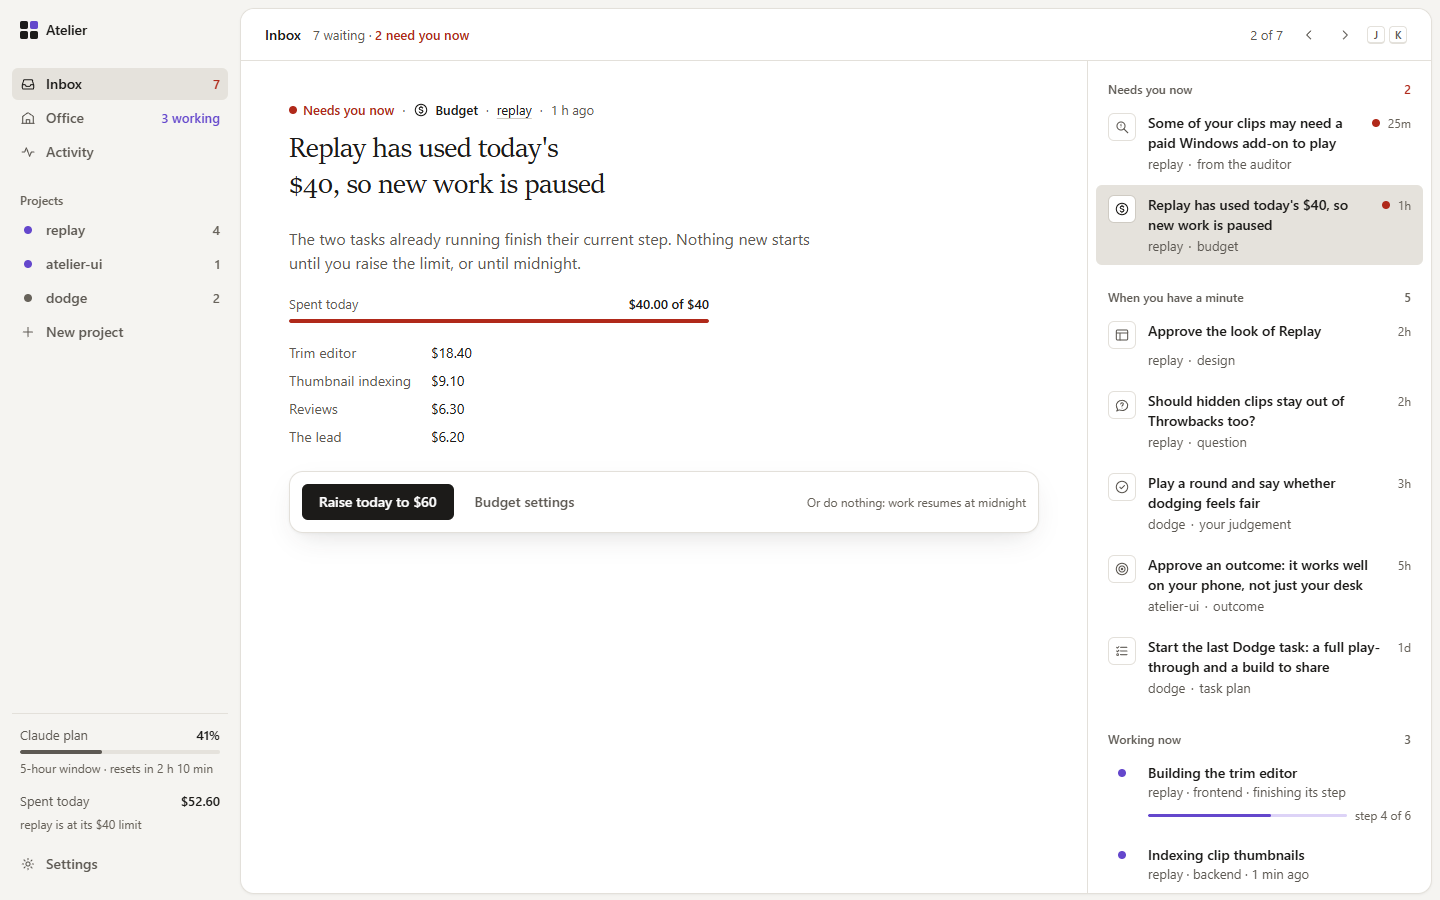 Atelier
Inbox 7
Office 3 working
Activity
Projects
replay 4
atelier-ui 1
dodge 2
New project
Claude plan 41%
5-hour window · resets in 2 h 10 min
Spent today $52.60
replay is at its $40 limit
Settings
Inbox 7 waiting · 2 need you now
2 of 7 J K
Needs you now · Budget · replay · 1 h ago
Replay has used today's
$40, so new work is paused
The two tasks already running finish their current step. Nothing new starts
until you raise the limit, or until midnight.
Spent today $40.00 of $40
Trim editor $18.40
Thumbnail indexing $9.10
Reviews $6.30
The lead $6.20
Raise today to $60 Budget settings Or do nothing: work resumes at midnight
Needs you now 2
Some of your clips may need a 25m
paid Windows add-on to play
replay · from the auditor
Replay has used today's $40, so 1h
new work is paused
replay · budget
When you have a minute 5
Approve the look of Replay 2h
replay · design
Should hidden clips stay out of 2h
Throwbacks too?
replay · question
Play a round and say whether 3h
dodging feels fair
dodge · your judgement
Approve an outcome: it works well 5h
on your phone, not just your desk
atelier-ui · outcome
Start the last Dodge task: a full play- 1d
through and a build to share
dodge · task plan
Working now 3
Building the trim editor
replay · frontend · finishing its step
step 4 of 6
Indexing clip thumbnails
replay · backend · 1 min ago